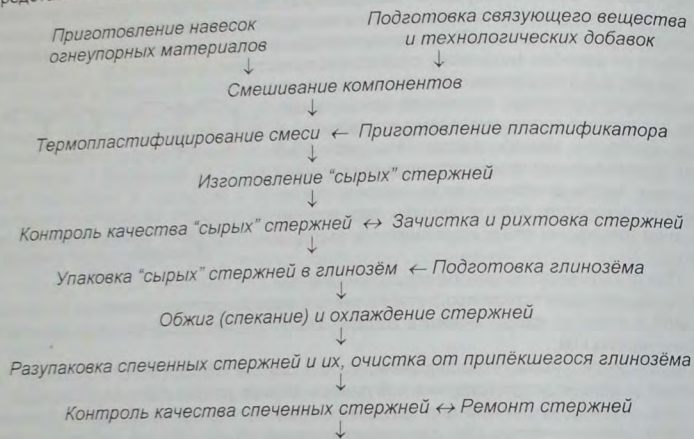 Приготовление навесок
огнеупорных материалов
Подготовка связующего вещества
и технологических добавок
↓ ↓
Смешивание компонентов
↓
Термопластифицирование смеси ← Приготовление пластификатора
↓
Изготовление "сырых" стержней
↓
Контроль качества "сырых" стержней ↔ Зачистка и рихтовка стержней
↓
Упаковка "сырых" стержней в глинозём ← Подготовка глинозёма
↓
Обжиг (спекание) и охлаждение стержней
↓
Разупаковка спеченных стержней и их, очистка от припёкшегося глинозёма
↓
Контроль качества спеченных стержней ↔ Ремонт стержней
↓